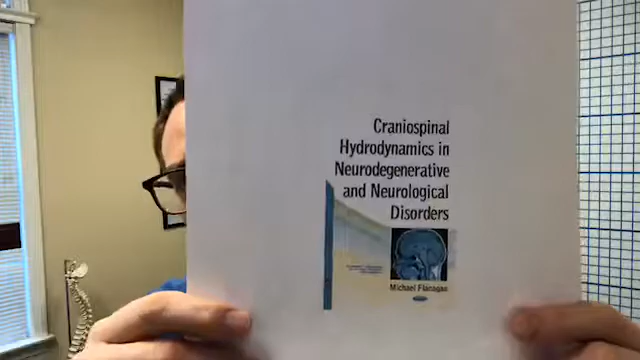 Craniospinal
Hydrodynamics in
Neurodegenerative
and Neurological
Disorders
Michael Flanagan